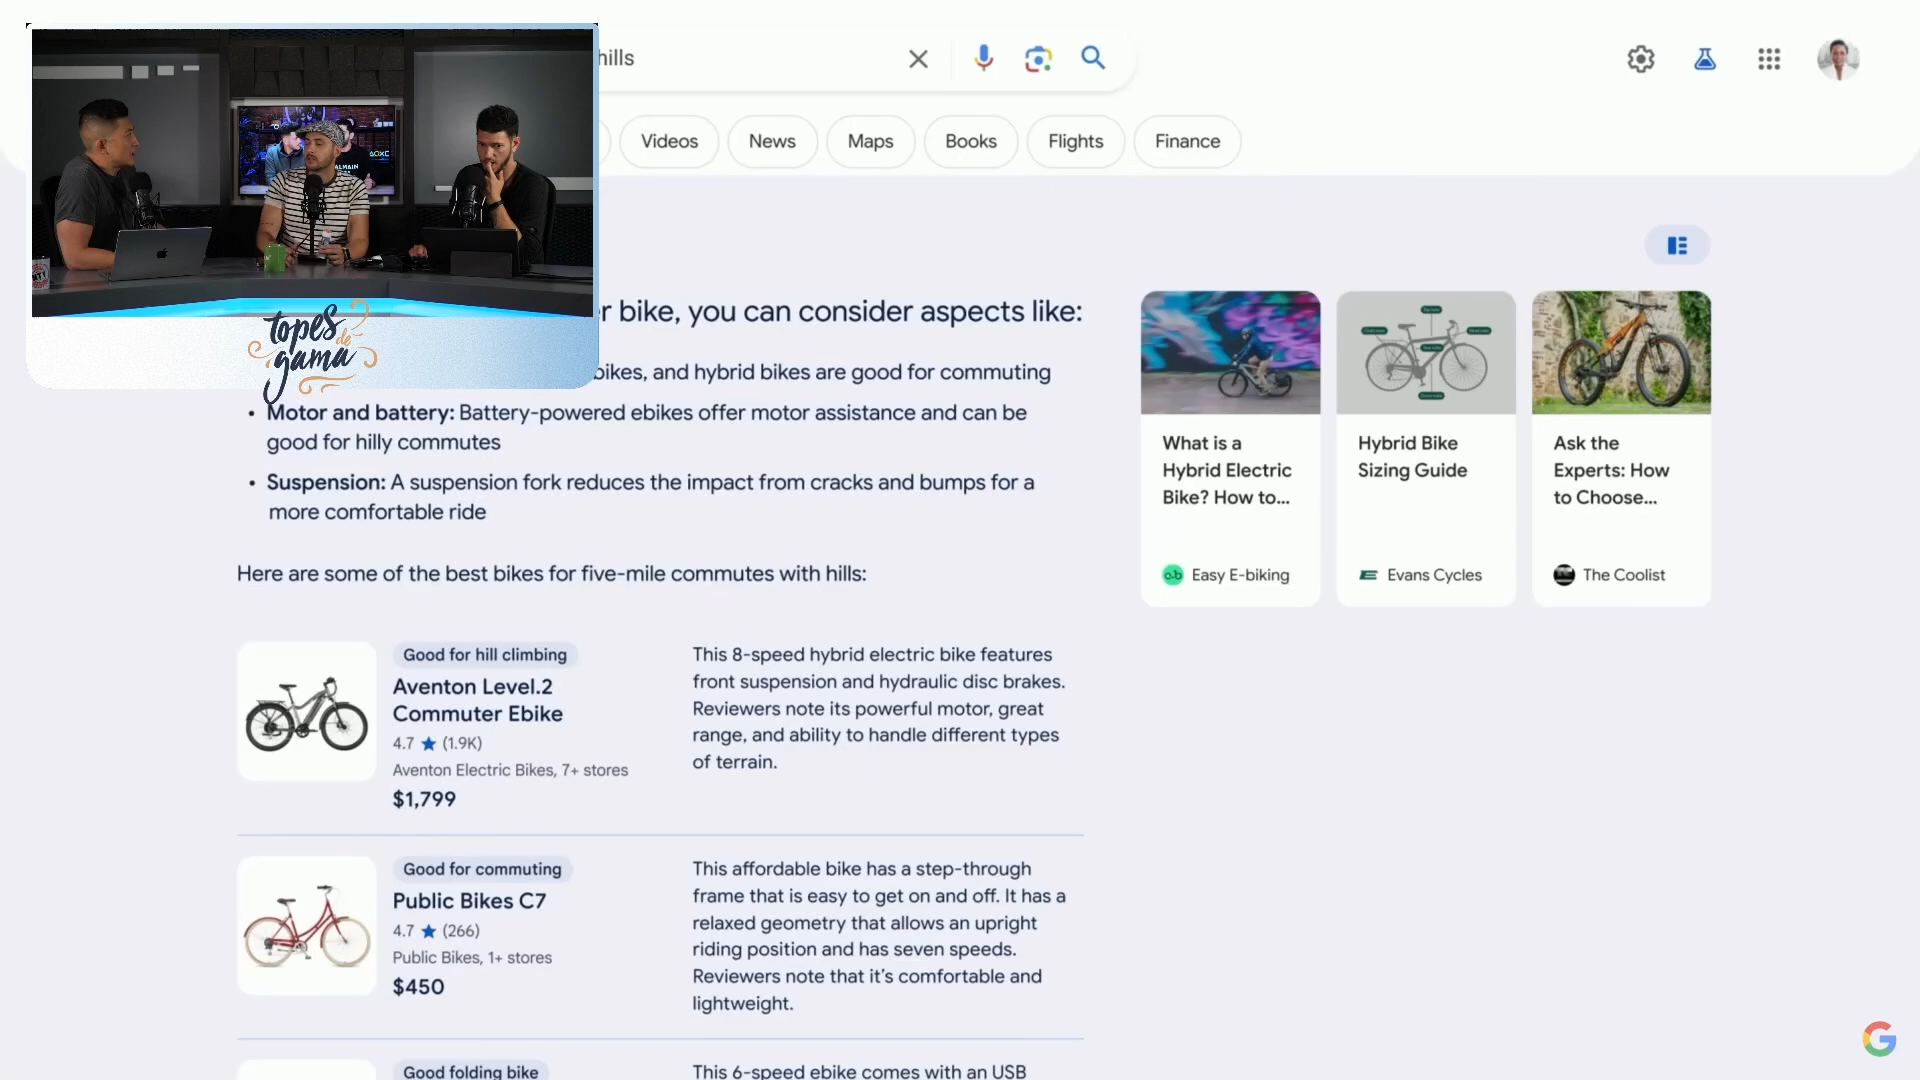 hills
Videos
News
Maps
Books
Flights
Finance
topes
de
gama
r bike, you can consider aspects like:
bikes, and hybrid bikes are good for commuting
• Motor and battery: Battery-powered ebikes offer motor assistance and can be
good for hilly commutes
• Suspension: A suspension fork reduces the impact from cracks and bumps for a
more comfortable ride
Here are some of the best bikes for five-mile commutes with hills:
What is a
Hybrid Electric
Bike? How to...
Easy E-biking
Hybrid Bike
Sizing Guide
Evans Cycles
Ask the
Experts: How
to Choose...
The Coolist
Good for hill climbing
Aventon Level.2
Commuter Ebike
4.7 ★ (1.9K)
Aventon Electric Bikes, 7+ stores
$1,799
This 8-speed hybrid electric bike features
front suspension and hydraulic disc brakes.
Reviewers note its powerful motor, great
range, and ability to handle different types
of terrain.
Good for commuting
Public Bikes C7
4.7 ★ (266)
Public Bikes, 1+ stores
$450
This affordable bike has a step-through
frame that is easy to get on and off. It has a
relaxed geometry that allows an upright
riding position and has seven speeds.
Reviewers note that it's comfortable and
lightweight.
Good folding bike
This 6-speed ebike comes with an USB